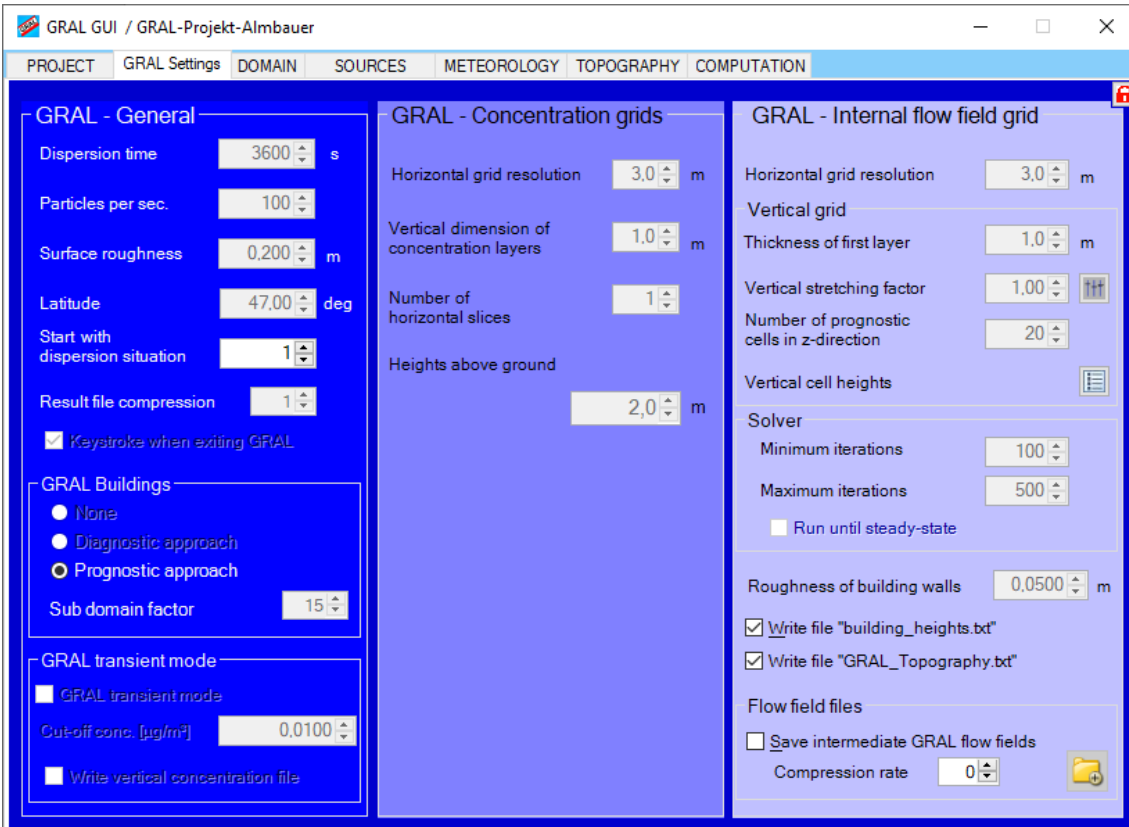 GRAL GUI / GRAL-Projekt-Almbauer
PROJECT GRAL Settings DOMAIN SOURCES METEOROLOGY TOPOGRAPHY COMPUTATION
GRAL - General
Dispersion time 3600 s
Particles per sec. 100
Surface roughness 0,200 m
Latitude 47,00 deg
Start with
dispersion situation 1
Result file compression 1
Keystroke when exiting GRAL
GRAL Buildings
None
Diagnostic approach
Prognostic approach
Sub domain factor 15
GRAL transient mode
GRAL transient mode
Cut-off conc. [µg/m³] 0,0100
Write vertical concentration file
GRAL - Concentration grids
Horizontal grid resolution 3,0 m
Vertical dimension of
concentration layers 1,0 m
Number of
horizontal slices 1
Heights above ground
2,0 m
GRAL - Internal flow field grid
Horizontal grid resolution 3,0 m
Vertical grid
Thickness of first layer 1,0 m
Vertical stretching factor 1,00
Number of prognostic
cells in z-direction 20
Vertical cell heights
Solver
Minimum iterations 100
Maximum iterations 500
Run until steady-state
Roughness of building walls 0,0500 m
Write file "building_heights.txt"
Write file "GRAL_Topography.txt"
Flow field files
Save intermediate GRAL flow fields
Compression rate 0